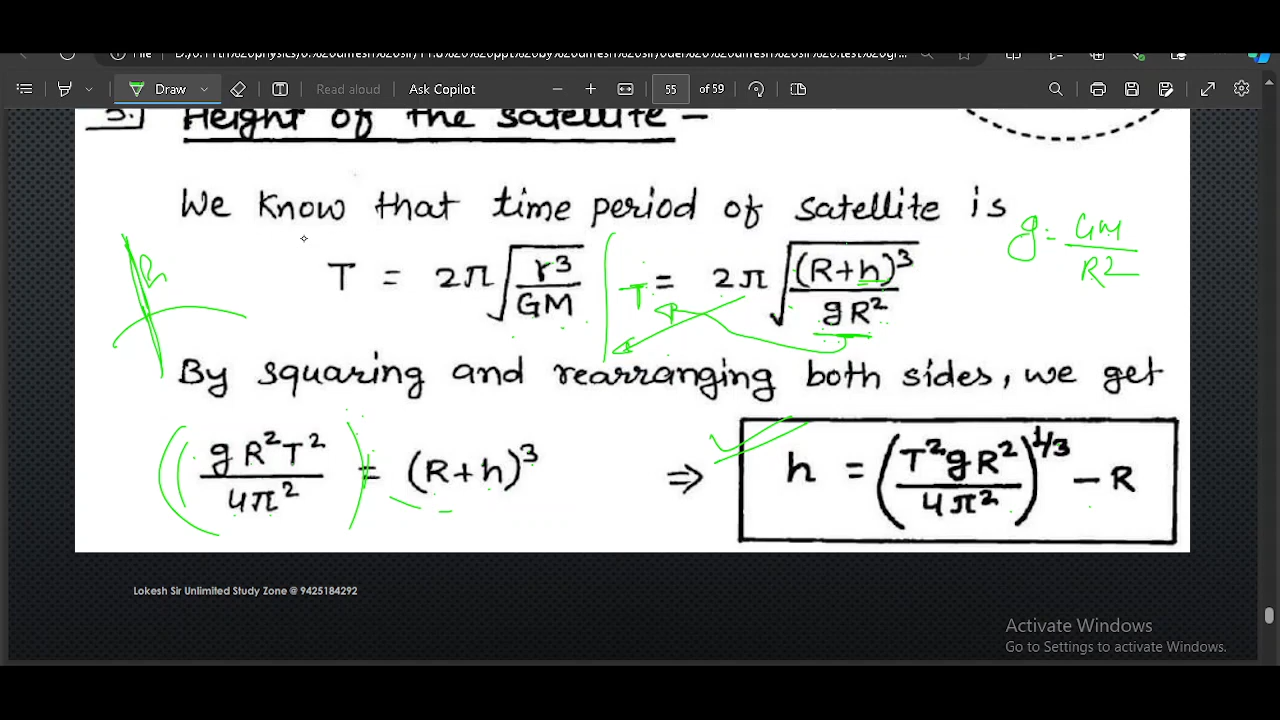 Draw
Read aloud
Ask Copilot
55 of 59
3. Height of the satellite -
We know that time period of satellite is
g = GM/R2
T = 2π√(r³/GM) T = 2π√((R+h)³/gR²)
By squaring and rearranging both sides, we get
(gR²T²/4π²) = (R+h)³ ⇒ h = (T²gR²/4π²)^1/3 - R
Lokesh Sir Unlimited Study Zone @ 9425184292
Activate Windows
Go to Settings to activate Windows.